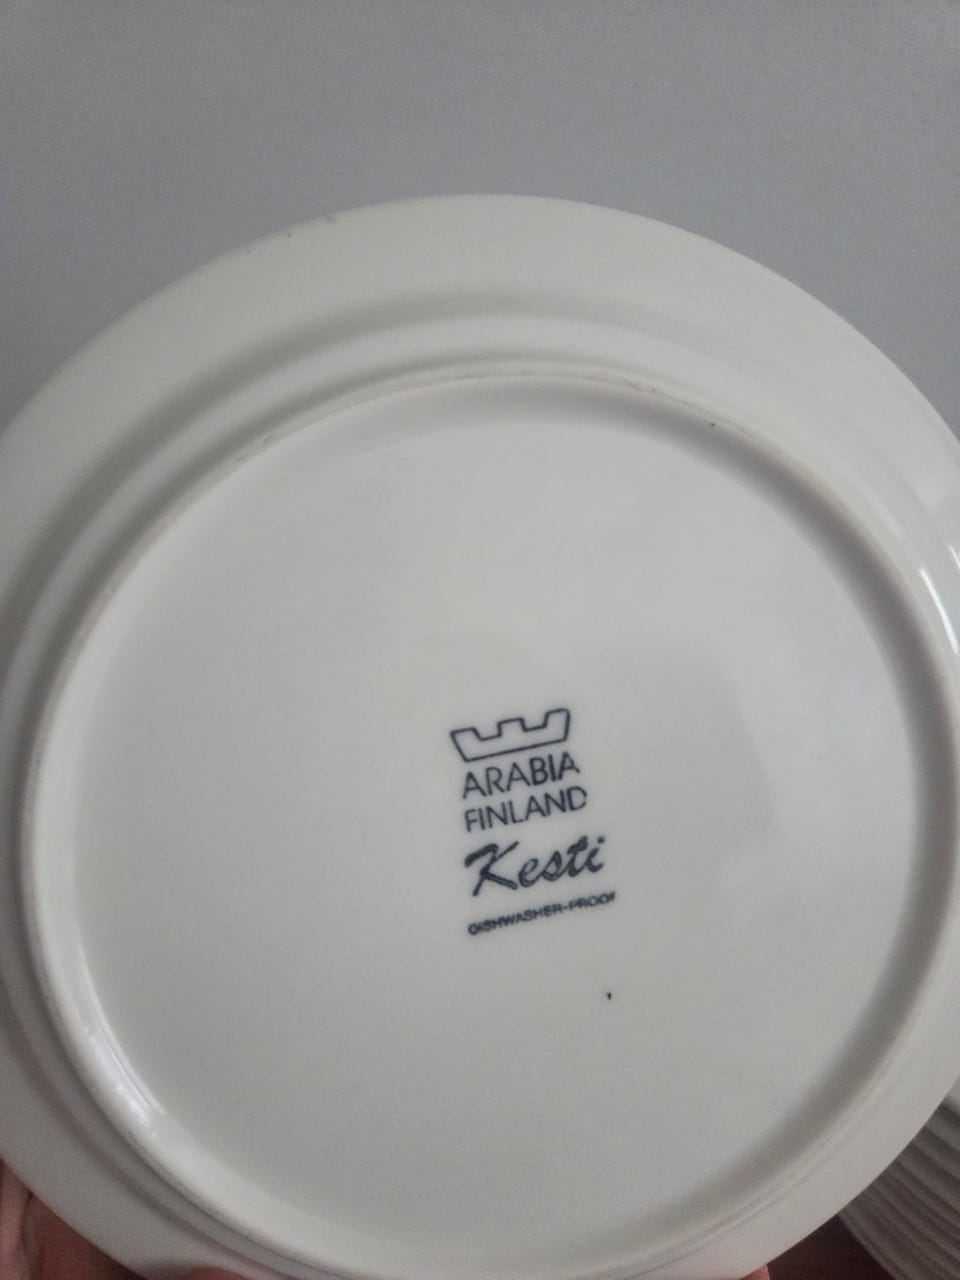 ARABIA
FINLAND
Kesti
DISHWASHER-PROOF